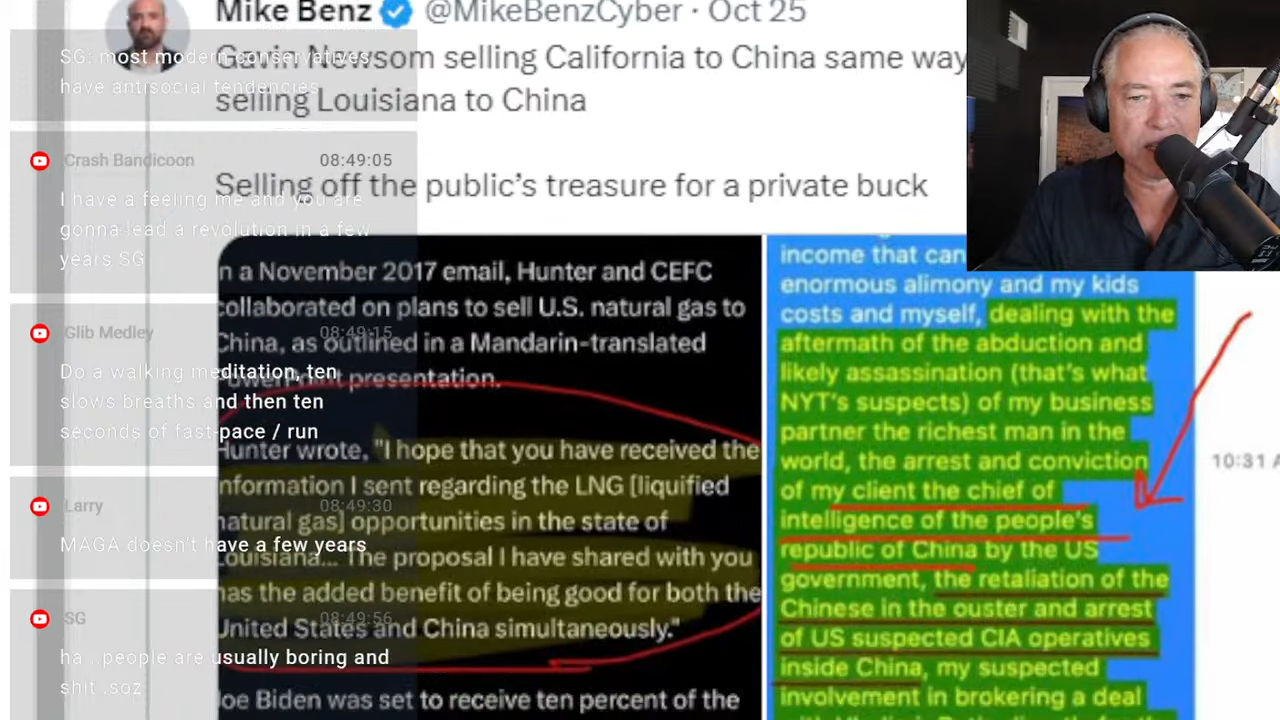 Mike Benz @MikeBenzCyber · Oct 25
Gavin Newsom selling California to China same way
selling Louisiana to China
Selling off the public's treasure for a private buck
SG: most modern conservatives
have antisocial tendencies
Crash Bandicoon 08:49:05
I have a feeling me and you are
gonna lead a revolution in a few
years SG
Glib Medley 08:49:15
Do a walking meditation, ten
slows breaths and then ten
seconds of fast pace / run
Larry 08:49:30
MAGA doesn't have a few years
SG 08:49:56
ha .. people are usually boring and
shit .soz
n a November 2017 email, Hunter and CEFC
collaborated on plans to sell U.S. natural gas to
China, as outlined in a Mandarin-translated
PowerPoint presentation.
Hunter wrote, "I hope that you have received the
nformation I sent regarding the LNG [liquified
natural gas] opportunities in the state of
Louisiana... The proposal I have shared with you
has the added benefit of being good for both the
United States and China simultaneously."
Joe Biden was set to receive ten percent of the
income that can
enormous alimony and my kids
costs and myself, dealing with the
aftermath of the abduction and
likely assassination (that's what
NYT's suspects) of my business
partner the richest man in the
world, the arrest and conviction
of my client the chief of
intelligence of the people's
republic of China by the US
government, the retaliation of the
Chinese in the ouster and arrest
of US suspected CIA operatives
inside China, my suspected
involvement in brokering a deal
10:31 A